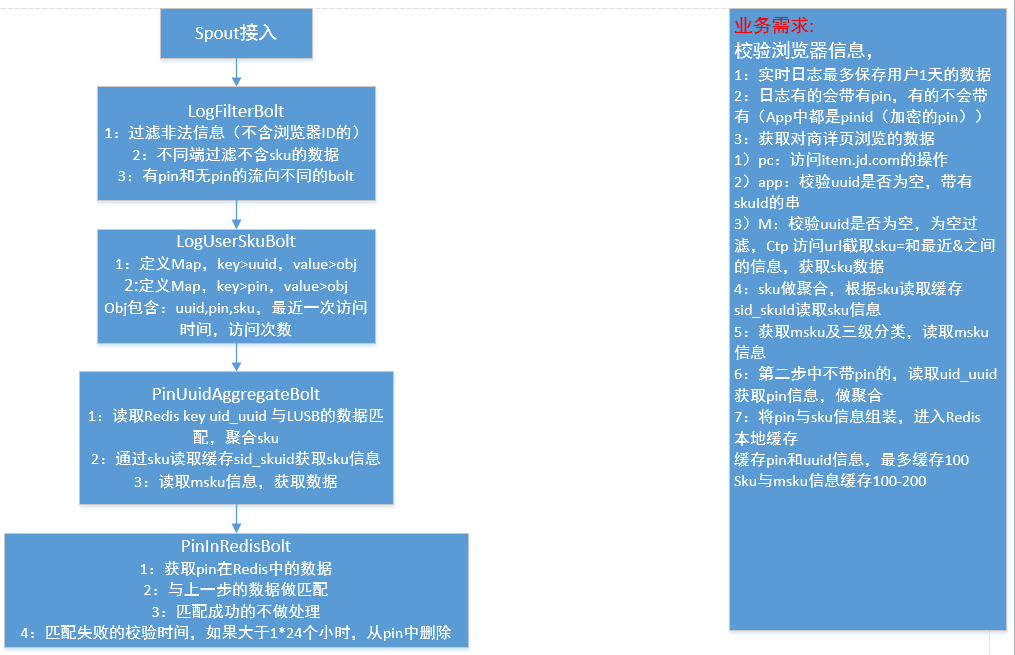 Spout接入
LogFilterBolt
1：过滤非法信息（不含浏览器ID的）
2：不同端过滤不含sku的数据
3：有pin和无pin的流向不同的bolt
LogUserSkuBolt
1：定义Map，key>uuid，value>obj
2:定义Map，key>pin，value>obj
Obj包含：uuid,pin,sku，最近一次访问
时间，访问次数
PinUuidAggregateBolt
1：读取Redis key uid_uuid 与LUSB的数据匹
配，聚合sku
2：通过sku读取缓存sid_skuid获取sku信息
3：读取msku信息，获取数据
PinInRedisBolt
1：获取pin在Redis中的数据
2：与上一步的数据做匹配
3：匹配成功的不做处理
4：匹配失败的校验时间，如果大于1*24个小时，从pin中删除
业务需求:
校验浏览器信息，
1：实时日志最多保存用户1天的数据
2：日志有的会带有pin，有的不会带
有（App中都是pinid（加密的pin））
3：获取对商详页浏览的数据
1）pc：访问item.jd.com的操作
2）app：校验uuid是否为空，带有
skuId的串
3）M：校验uuid是否为空，为空过
滤，Ctp 访问url截取sku=和最近&之间
的信息，获取sku数据
4：sku做聚合，根据sku读取缓存
sid_skuId读取sku信息
5：获取msku及三级分类，读取msku
信息
6：第二步中不带pin的，读取uid_uuid
获取pin信息，做聚合
7：将pin与sku信息组装，进入Redis
本地缓存
缓存pin和uuid信息，最多缓存100
Sku与msku信息缓存100-200